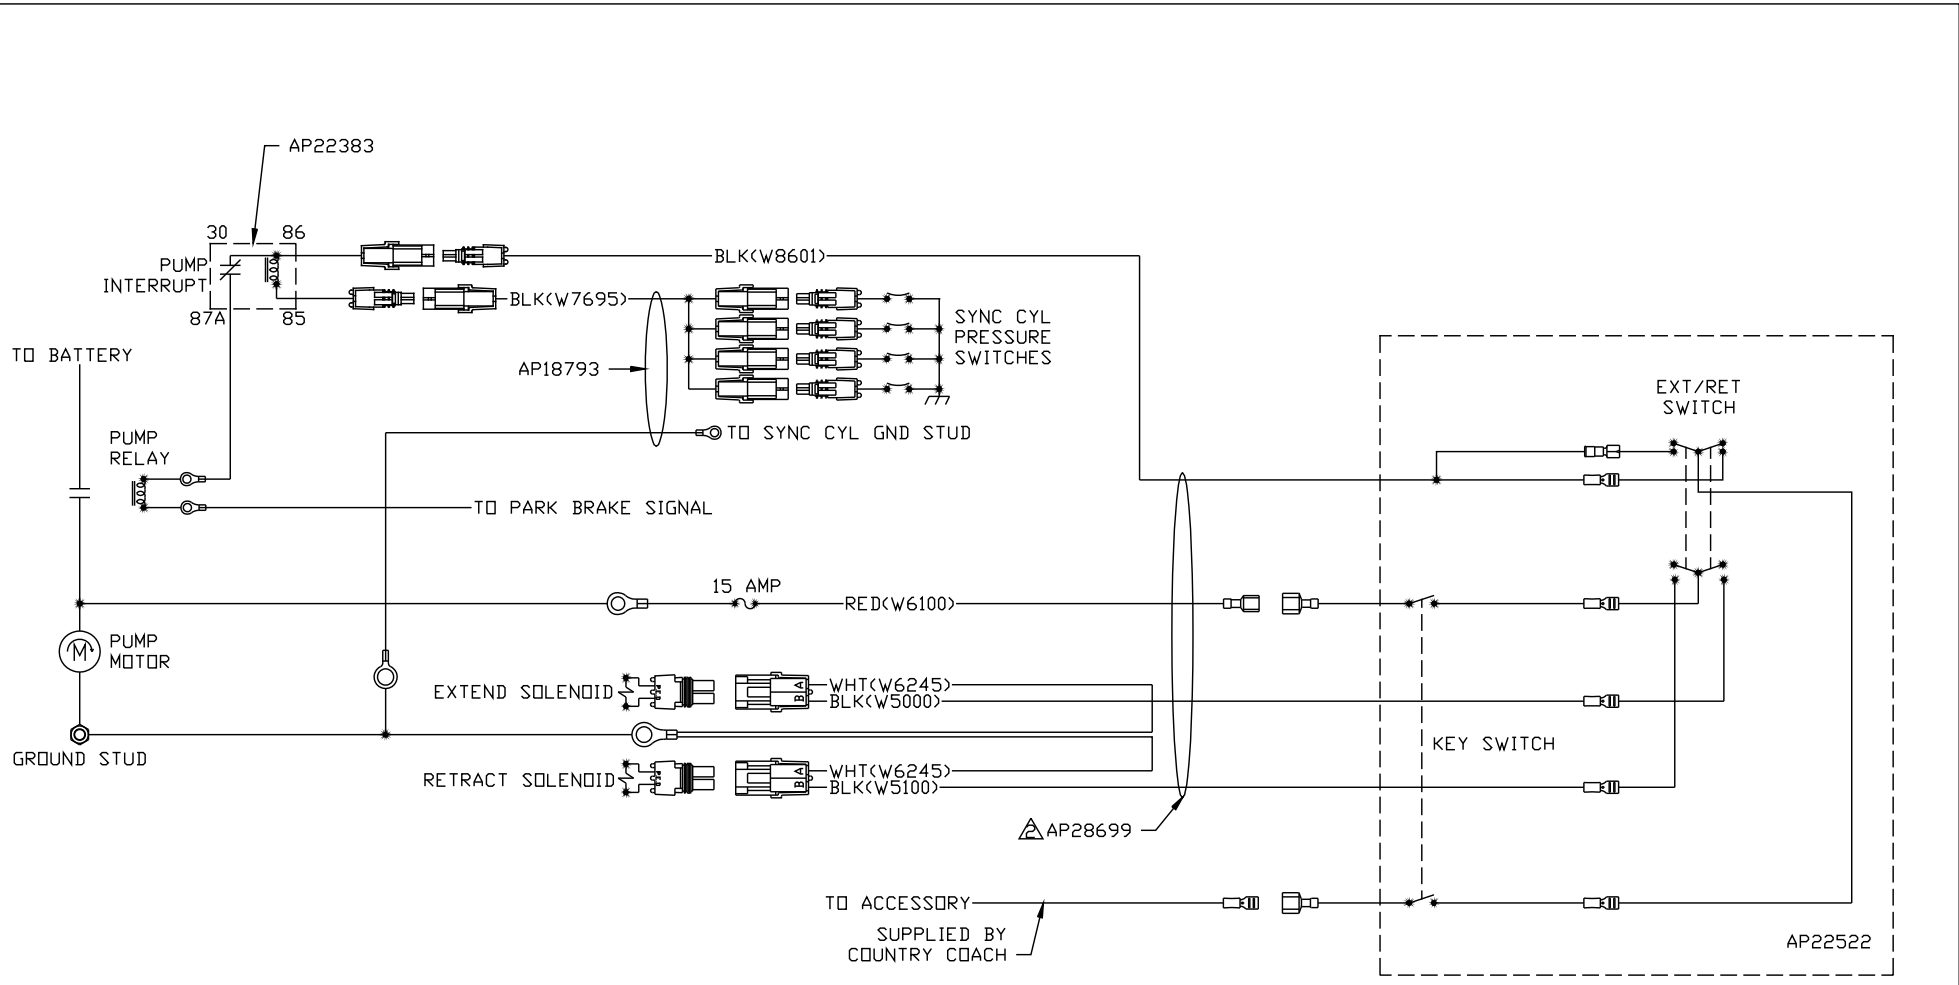 AP22383
30
86
PUMP
INTERRUPT
87A
85
BLK(W8601)
BLK(W7695)
SYNC CYL
PRESSURE
SWITCHES
TO BATTERY
AP18793
EXT/RET
SWITCH
TO SYNC CYL GND STUD
PUMP
RELAY
TO PARK BRAKE SIGNAL
15 AMP
RED(W6100)
PUMP
MOTOR
M
EXTEND SOLENOID
A
B
WHT(W6245)
BLK(W5000)
GROUND STUD
KEY SWITCH
RETRACT SOLENOID
A
B
WHT(W6245)
BLK(W5100)
2 AP28699
TO ACCESSORY
SUPPLIED BY
COUNTRY COACH
AP22522